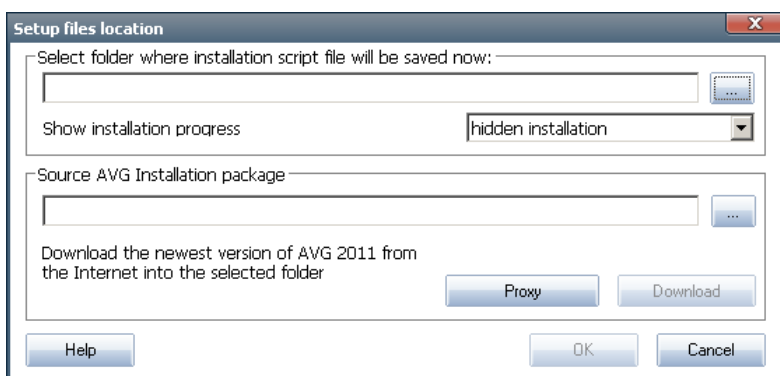 Setup files location
Select folder where installation script file will be saved now:
...
Show installation progress
hidden installation
Source AVG Installation package
...
Download the newest version of AVG 2011 from
the Internet into the selected folder
Proxy
Download
Help
OK
Cancel